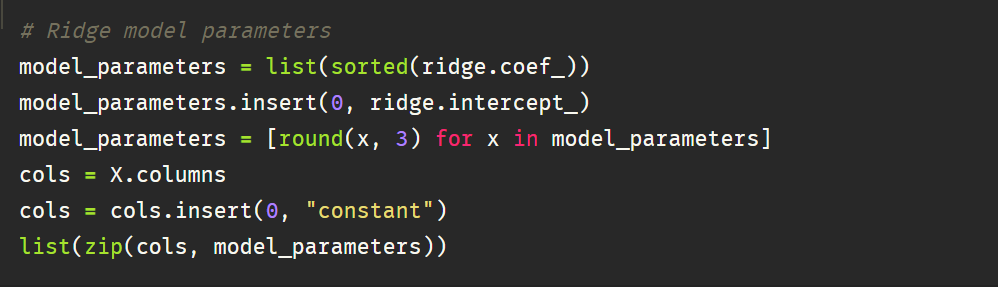 # Ridge model parameters
model_parameters = list(sorted(ridge.coef_))
model_parameters.insert(0, ridge.intercept_)
model_parameters = [round(x, 3) for x in model_parameters]
cols = X.columns
cols = cols.insert(0, "constant")
list(zip(cols, model_parameters))